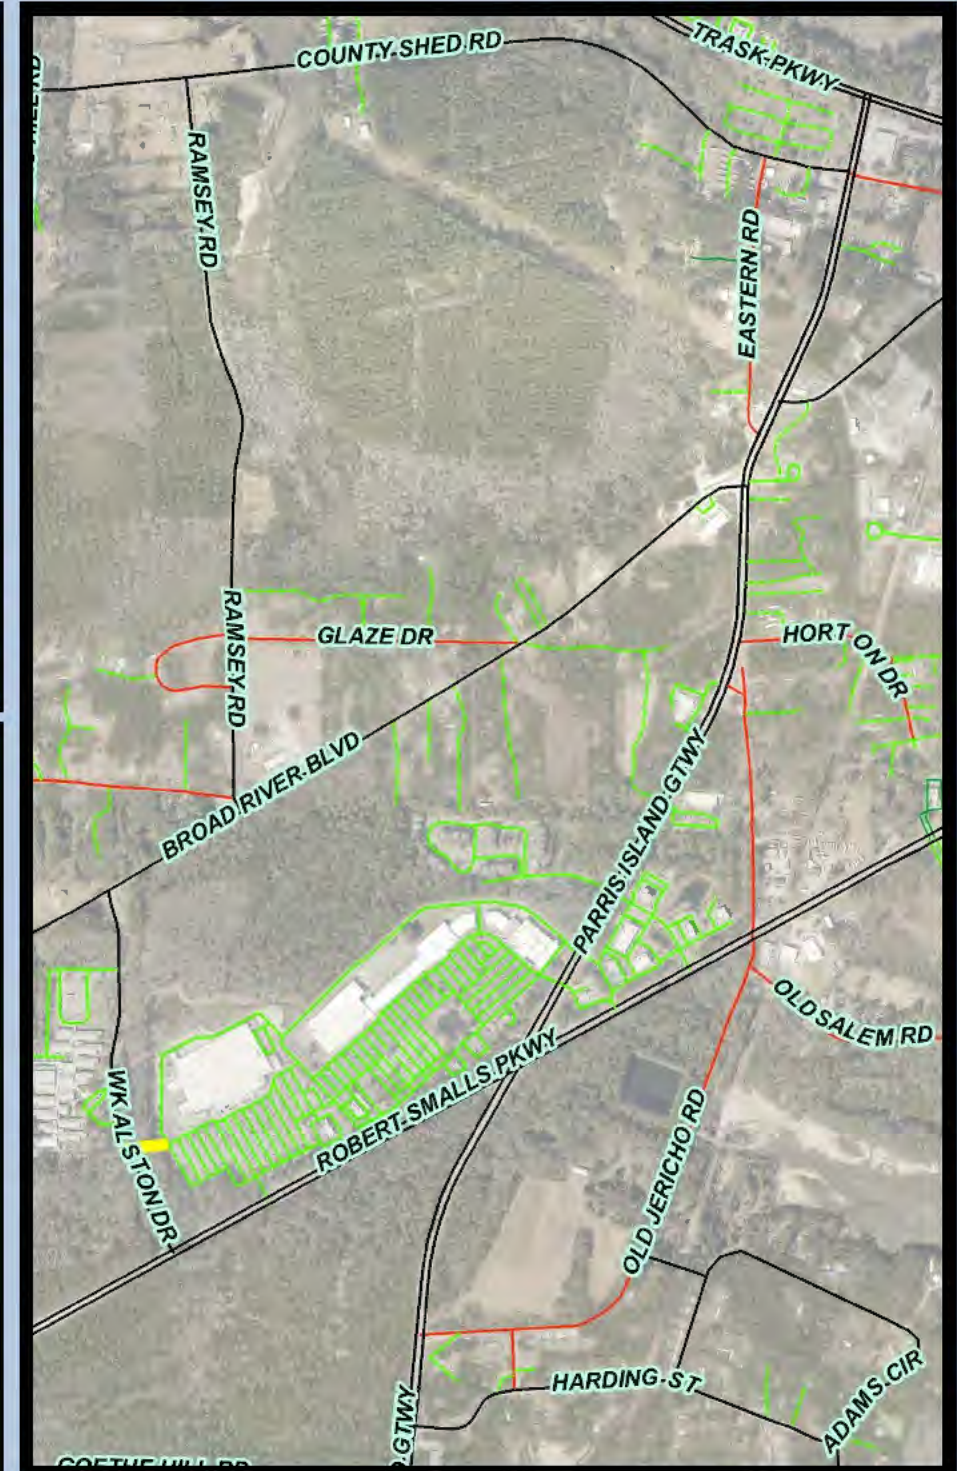 TRASK PKWY
COUNTY SHED RD
RAMSEY RD
EASTERN RD
RAMSEY RD
GLAZE DR
HORTON DR
BROAD RIVER BLVD
PARRIS ISLAND GTWY
OLD SALEM RD
ROBERT SMALLS PKWY
WK ALSTON DR
OLD JERICHO RD
HARDING ST
ADAMS CIR
GTWY